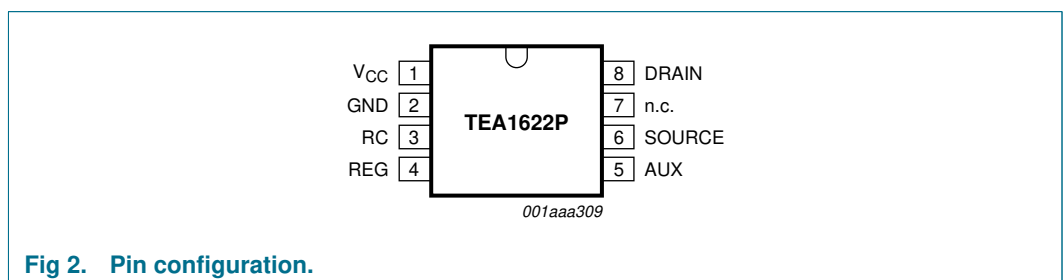 VCC 1 8 DRAIN
GND 2 7 n.c.
TEA1622P
RC 3 6 SOURCE
REG 4 5 AUX
001aaa309
Fig 2. Pin configuration.